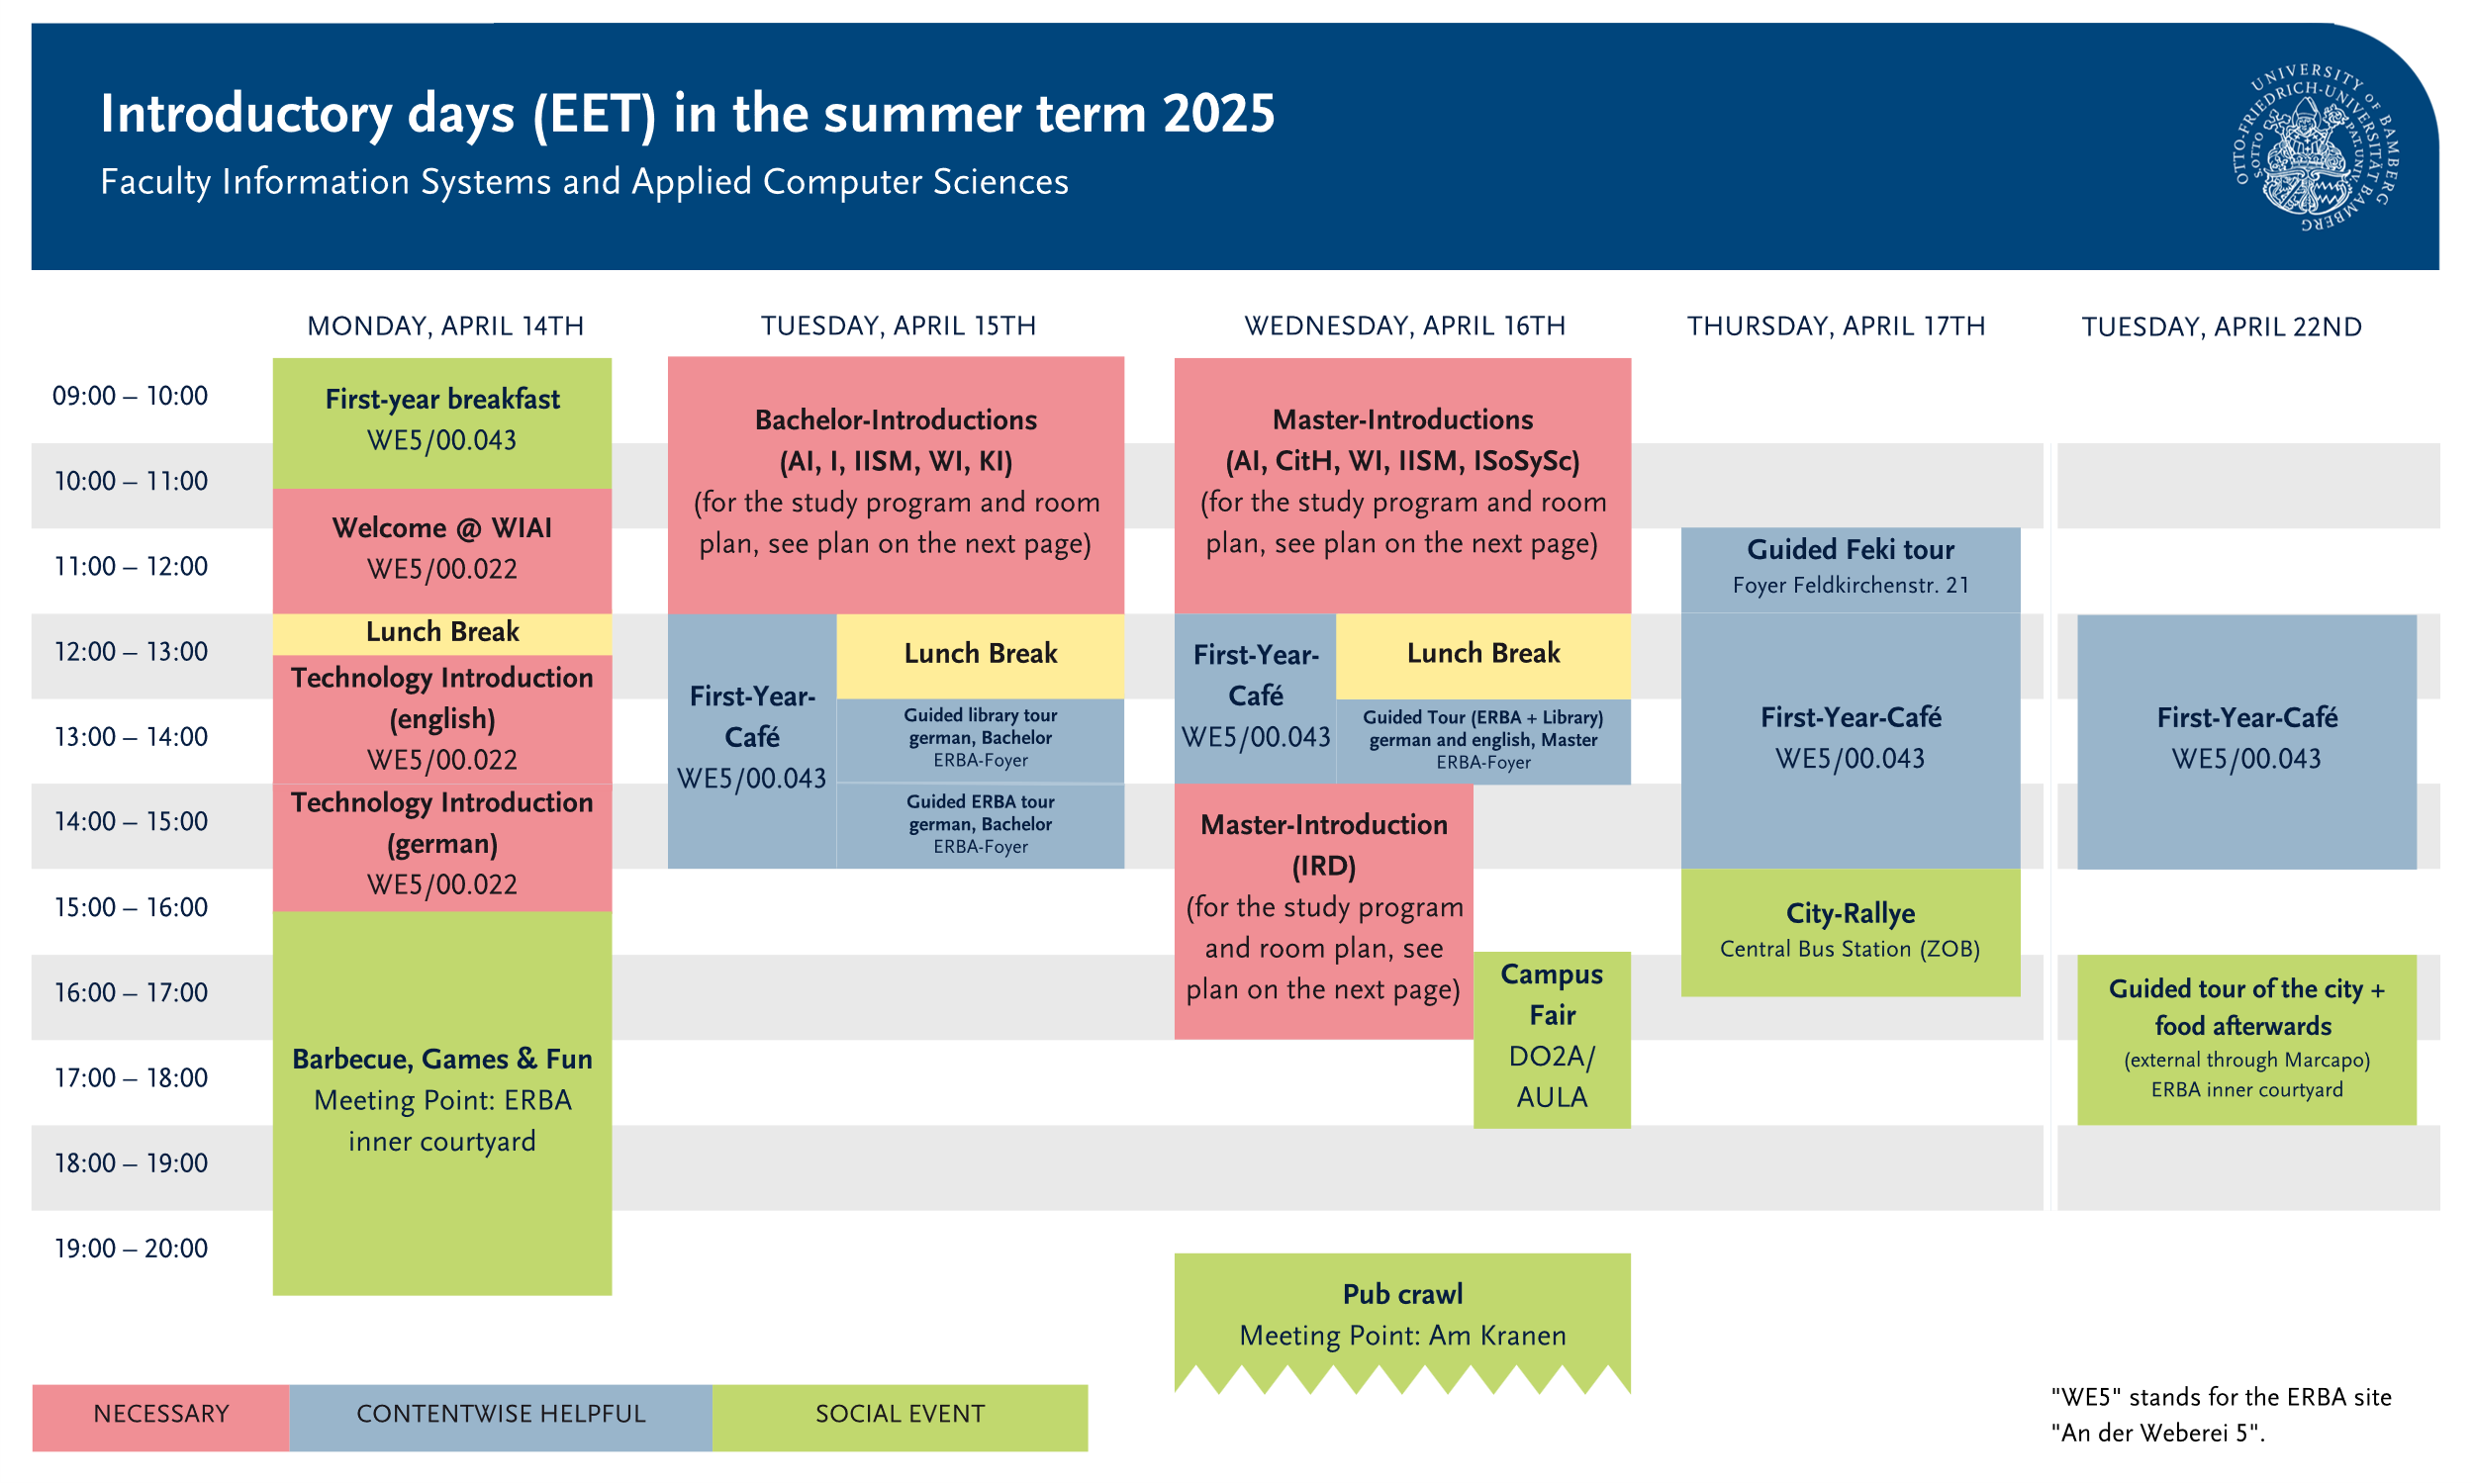 Introductory days (EET) in the summer term 2025
Faculty Information Systems and Applied Computer Sciences
OTTO-FRIEDRICH-UNIVERSITÄT BAMBERG
UNIVERSITY OF BAMBERG
SOTTO
PAT. UNIV.
MONDAY, APRIL 14TH
TUESDAY, APRIL 15TH
WEDNESDAY, APRIL 16TH
THURSDAY, APRIL 17TH
TUESDAY, APRIL 22ND
09:00 – 10:00
10:00 – 11:00
11:00 – 12:00
12:00 – 13:00
13:00 – 14:00
14:00 – 15:00
15:00 – 16:00
16:00 – 17:00
17:00 – 18:00
18:00 – 19:00
19:00 – 20:00
First-year breakfast
WE5/00.043
Welcome @ WIAI
WE5/00.022
Lunch Break
Technology Introduction
(english)
WE5/00.022
Technology Introduction
(german)
WE5/00.022
Barbecue, Games & Fun
Meeting Point: ERBA
inner courtyard
Bachelor-Introductions
(AI, I, IISM, WI, KI)
(for the study program and room
plan, see plan on the next page)
First-Year-
Café
WE5/00.043
Lunch Break
Guided library tour
german, Bachelor
ERBA-Foyer
Guided ERBA tour
german, Bachelor
ERBA-Foyer
Master-Introductions
(AI, CitH, WI, IISM, ISoSySc)
(for the study program and room
plan, see plan on the next page)
First-Year-
Café
WE5/00.043
Lunch Break
Guided Tour (ERBA + Library)
german and english, Master
ERBA-Foyer
Master-Introduction
(IRD)
(for the study program
and room plan, see
plan on the next page)
Campus
Fair
DO2A/
AULA
Pub crawl
Meeting Point: Am Kranen
Guided Feki tour
Foyer Feldkirchenstr. 21
First-Year-Café
WE5/00.043
City-Rallye
Central Bus Station (ZOB)
First-Year-Café
WE5/00.043
Guided tour of the city +
food afterwards
(external through Marcapo)
ERBA inner courtyard
NECESSARY
CONTENTWISE HELPFUL
SOCIAL EVENT
"WE5" stands for the ERBA site
"An der Weberei 5".